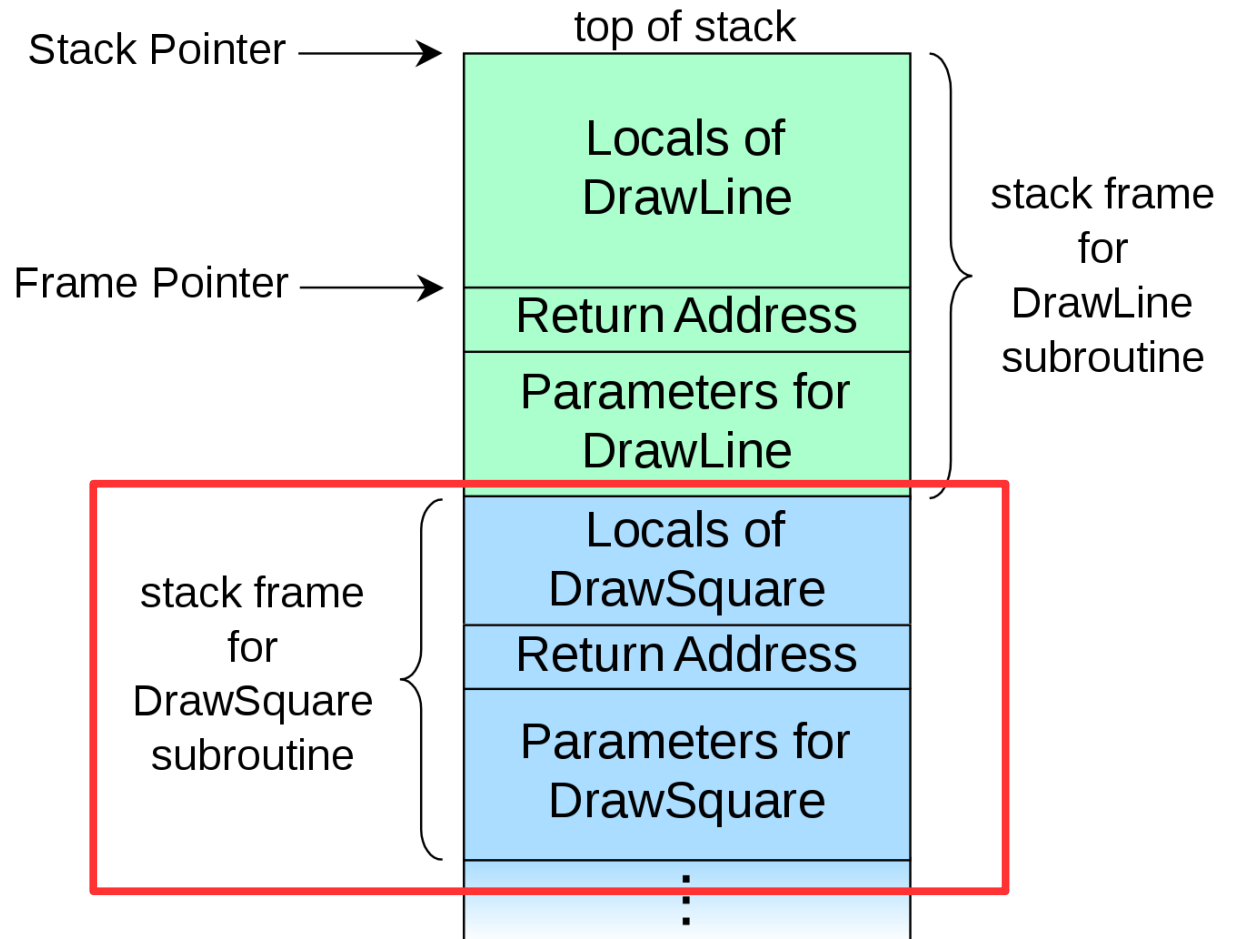 top of stack
Stack Pointer
Locals of
DrawLine
stack frame
for
DrawLine
subroutine
Frame Pointer
Return Address
Parameters for
DrawLine
Locals of
DrawSquare
stack frame
for
DrawSquare
subroutine
Return Address
Parameters for
DrawSquare
⋮